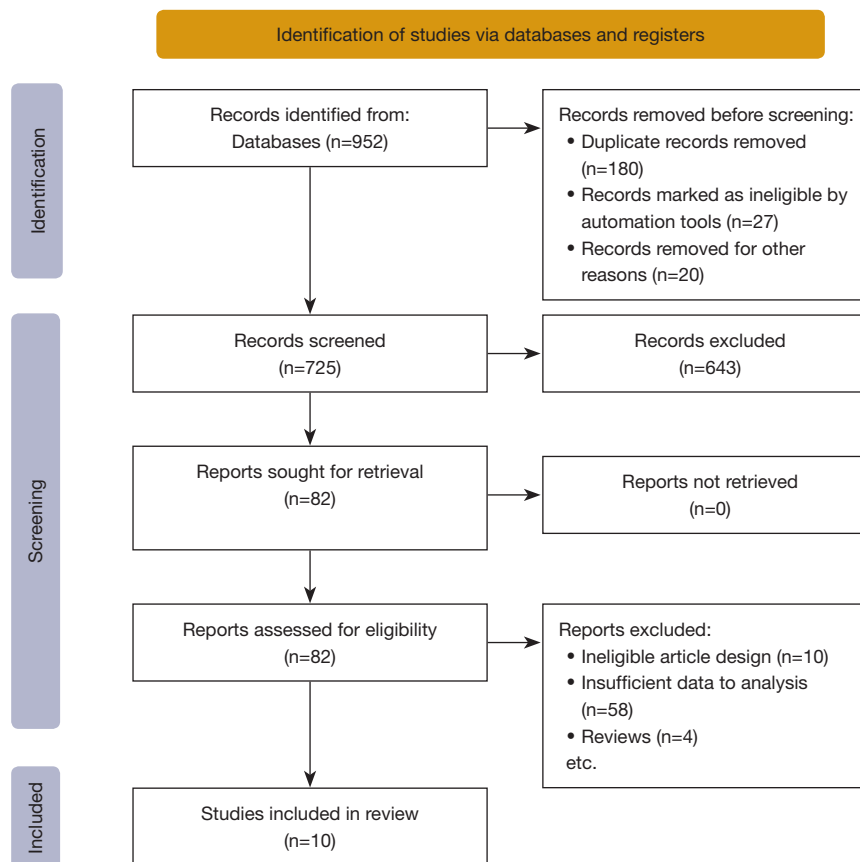 Identification of studies via databases and registers
Identification
Records identified from:
Databases (n=952)
Records removed before screening:
• Duplicate records removed
(n=180)
• Records marked as ineligible by
automation tools (n=27)
• Records removed for other
reasons (n=20)
Screening
Records screened
(n=725)
Records excluded
(n=643)
Reports sought for retrieval
(n=82)
Reports not retrieved
(n=0)
Reports assessed for eligibility
(n=82)
Reports excluded:
• Ineligible article design (n=10)
• Insufficient data to analysis
(n=58)
• Reviews (n=4)
etc.
Included
Studies included in review
(n=10)